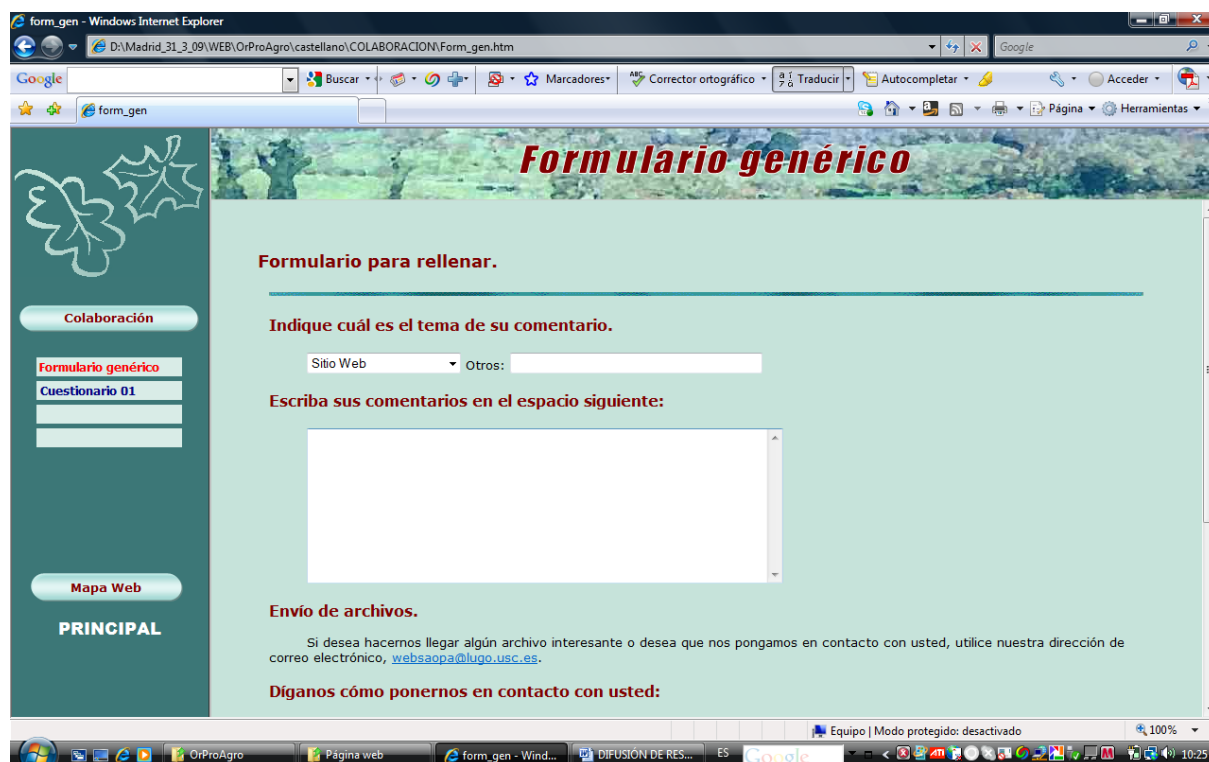 form_gen - Windows Internet Explorer
D:\Madrid_31_3_09\WEB\OrProAgro\castellano\COLABORACION\Form_gen.htm
Google
Google
Buscar
Marcadores
ABC
Corrector ortográfico
Traducir
Autocompletar
Acceder
form_gen
Página
Herramientas
Formulario genérico
Formulario para rellenar.
Colaboración
Indique cuál es el tema de su comentario.
Formulario genérico
Sitio Web
Otros:
Cuestionario 01
Escriba sus comentarios en el espacio siguiente:
Mapa Web
Envío de archivos.
PRINCIPAL
Si desea hacernos llegar algún archivo interesante o desea que nos pongamos en contacto con usted, utilice nuestra dirección de
correo electrónico, websaopa@lugo.usc.es.
Díganos cómo ponernos en contacto con usted:
Equipo | Modo protegido: desactivado
100%
OrProAgro
Página web
form_gen - Wind...
DIFUSIÓN DE RES...
ES
Google
10:25